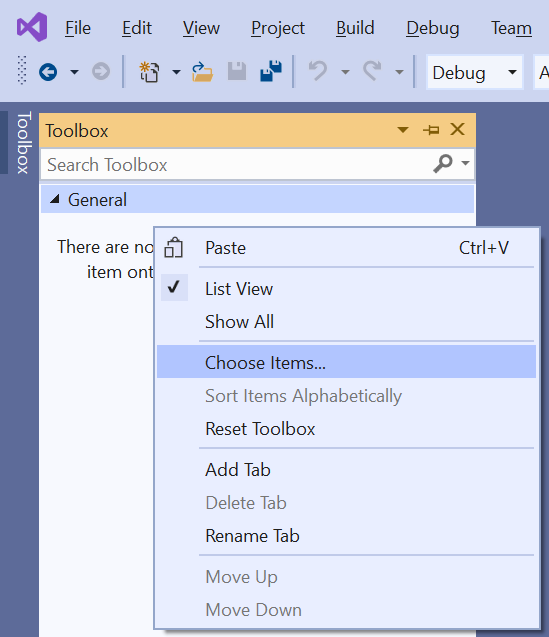 File Edit View Project Build Debug Team
Debug A
Toolbox
Toolbox
Search Toolbox
General
There are no
item ont
Paste Ctrl+V
List View
Show All
Choose Items...
Sort Items Alphabetically
Reset Toolbox
Add Tab
Delete Tab
Rename Tab
Move Up
Move Down